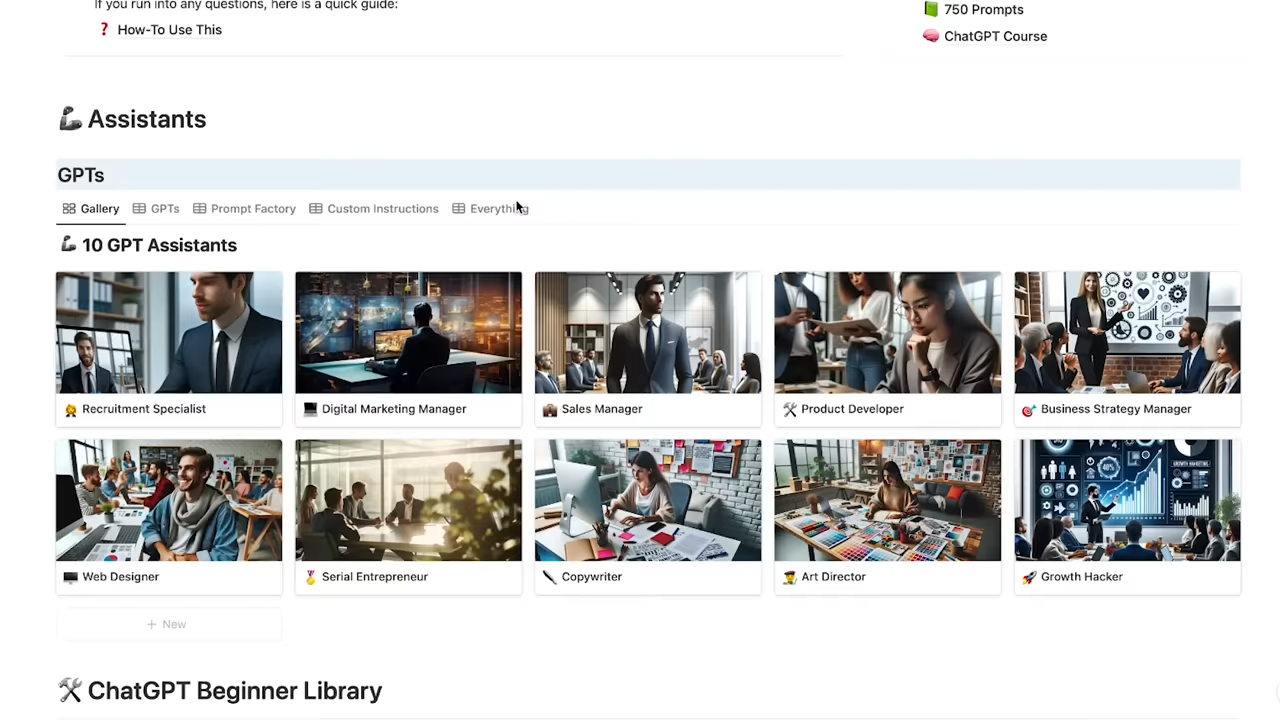 If you run into any questions, here is a quick guide:
How-To Use This
750 Prompts
ChatGPT Course
Assistants
GPTs
Gallery GPTs Prompt Factory Custom Instructions Everything
10 GPT Assistants
Recruitment Specialist
Digital Marketing Manager
Sales Manager
Product Developer
Business Strategy Manager
Web Designer
Serial Entrepreneur
Copywriter
Art Director
Growth Hacker
+ New
ChatGPT Beginner Library